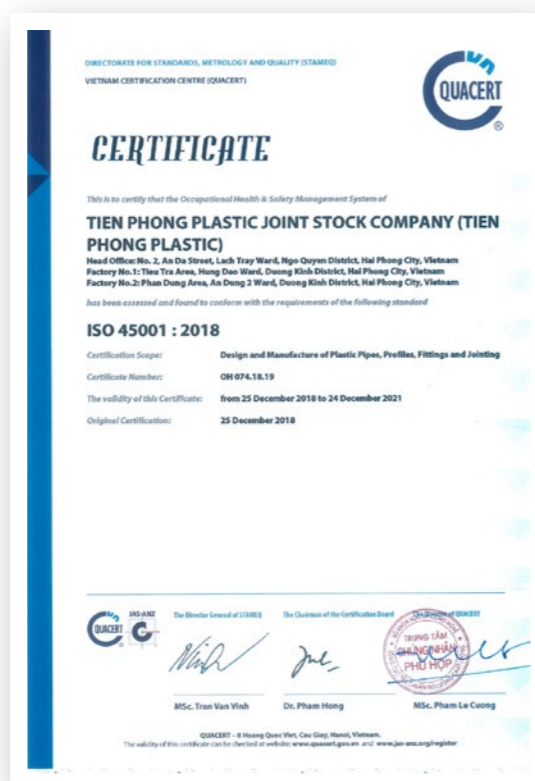 DIRECTORATE FOR STANDARDS, METROLOGY AND QUALITY (STAMEQ)
VIETNAM CERTIFICATION CENTRE (QUACERT)
QUACERT
®
CERTIFICATE
This is to certify that the Occupational Health & Safety Management System of
TIEN PHONG PLASTIC JOINT STOCK COMPANY (TIEN
PHONG PLASTIC)
Head Office: No. 2, An Da Street, Lach Tray Ward, Ngo Quyen District, Hai Phong City, Vietnam
Factory No.1: Tieu Tra Area, Hung Dao Ward, Duong Kinh District, Hai Phong City, Vietnam
Factory No.2: Phan Dung Area, An Dung 2 Ward, Duong Kinh District, Hai Phong City, Vietnam
has been assessed and found to conform with the requirements of the following standard
ISO 45001 : 2018
Certification Scope: Design and Manufacture of Plastic Pipes, Profiles, Fittings and Jointing
Certificate Number: OH 074.18.19
The validity of this Certificate: from 25 December 2018 to 24 December 2021
Original Certification: 25 December 2018
QUACERT
JAS-ANZ
The Director General of STAMEQ
The Chairman of the Certification Board
The Director of QUACERT
TRUNG TÂM
CHỨNG NHẬN
PHÙ HỢP
MSc. Tran Van Vinh
Dr. Pham Hong
MSc. Pham Le Cuong
QUACERT – 8 Hoang Quoc Viet, Cau Giay, Hanoi, Vietnam.
The validity of this certificate can be checked at website: www.quacert.gov.vn and www.jas-anz.org/register